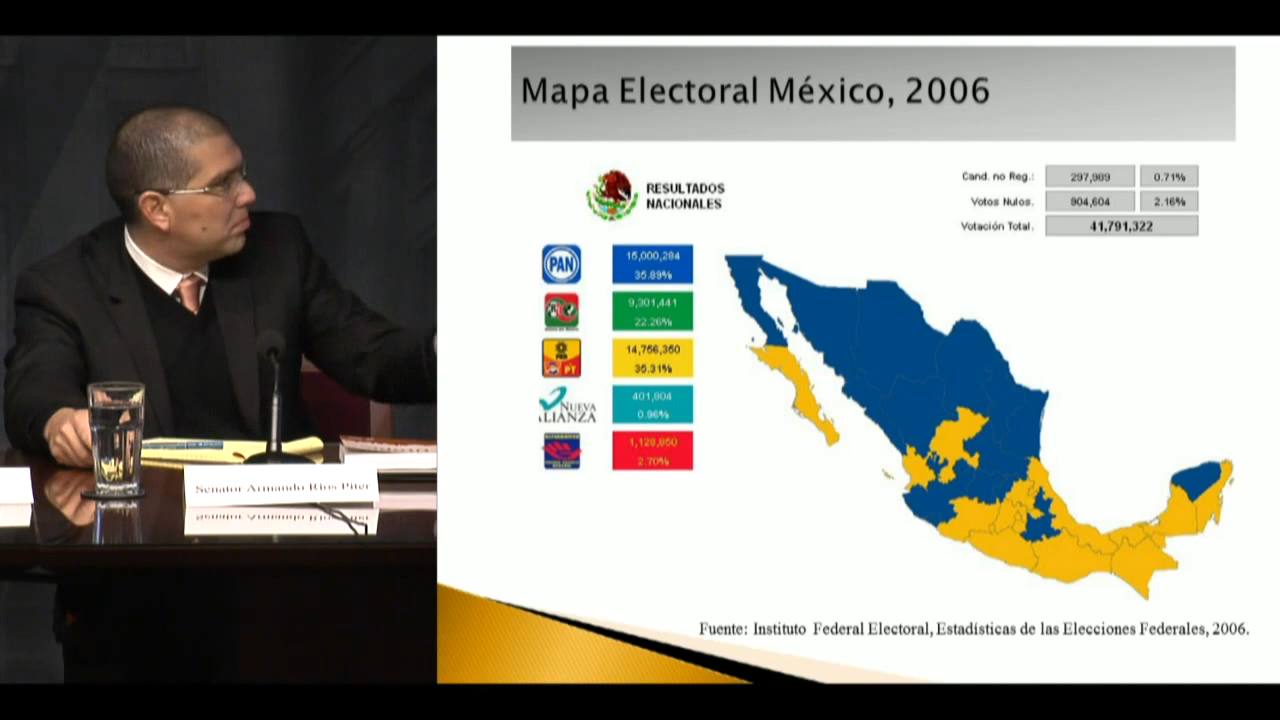 Mapa Electoral México, 2006
RESULTADOS
NACIONALES
Cand. no Reg.: 297,989 0.71%
Votos Nulos. 904,604 2.16%
Votación Total. 41,791,322
PAN 15,000,284
35.89%
9,301,441
22.26%
14,756,350
PT 35.31%
NUEVA 401,804
ALIANZA 0.96%
1,128,850
2.70%
Senator Armando Ríos Piter
Fuente: Instituto Federal Electoral, Estadísticas de las Elecciones Federales, 2006.